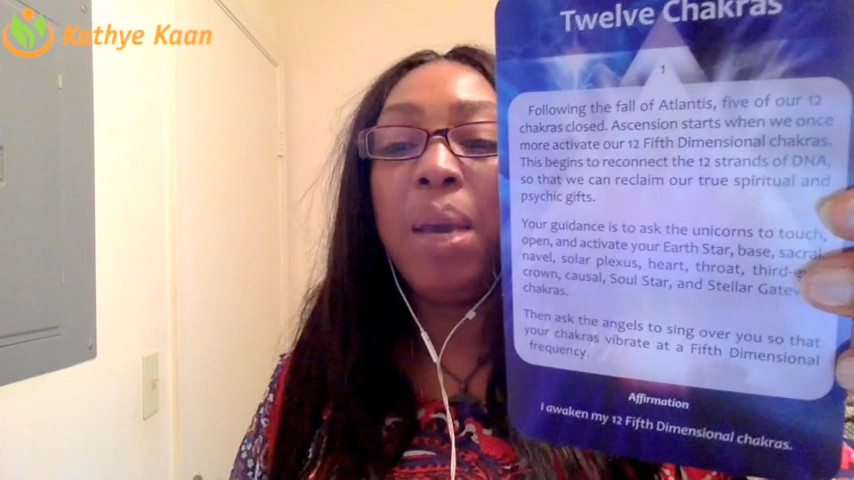 Kathye Kaan
Twelve Chakras
1
Following the fall of Atlantis, five of our 12
chakras closed. Ascension starts when we once
more activate our 12 Fifth Dimensional chakras.
This begins to reconnect the 12 strands of DNA,
so that we can reclaim our true spiritual and
psychic gifts.
Your guidance is to ask the unicorns to touch,
open, and activate your Earth Star, base, sacral,
navel, solar plexus, heart, throat, third-
crown, causal, Soul Star, and Stellar
chakras.
Then ask the angels to sing over you so that
your chakras vibrate at a Fifth Dimensional
frequency.
Affirmation
I awaken my 12 Fifth Dimensional chakras.